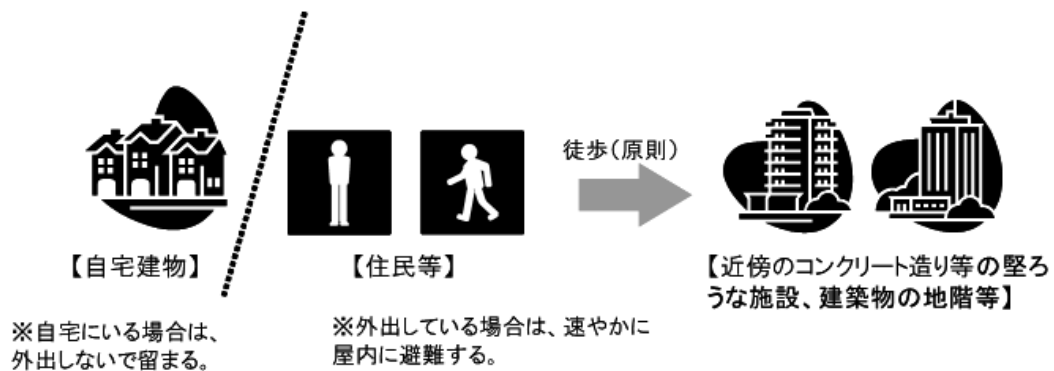 徒歩(原則)
【自宅建物】
【住民等】
【近傍のコンクリート造り等の堅ろ
うな施設、建築物の地階等】
※自宅にいる場合は、
外出しないで留まる。
※外出している場合は、速やかに
屋内に避難する。